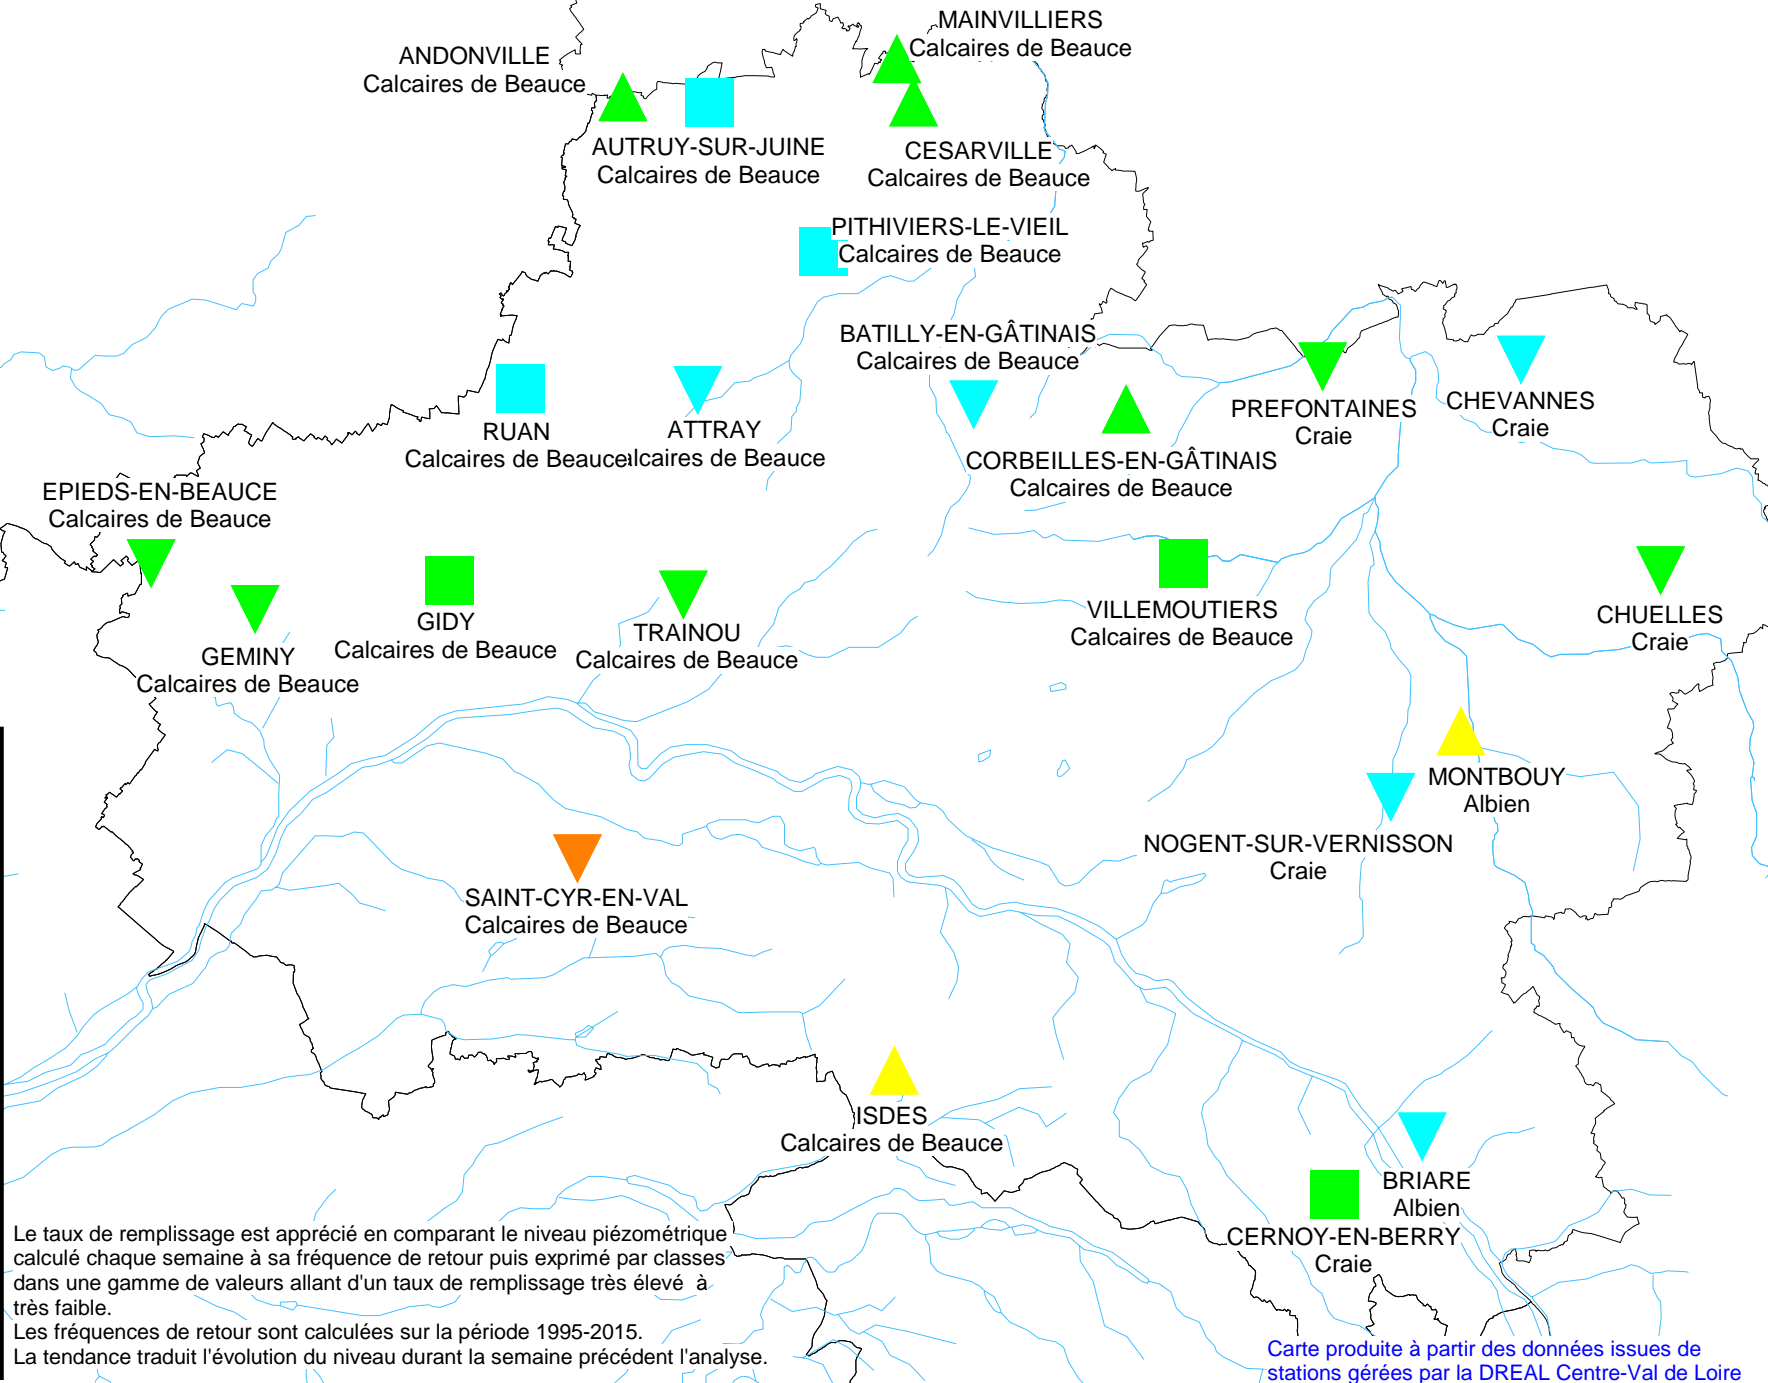 MAINVILLIERS
Calcaires de Beauce
ANDONVILLE
Calcaires de Beauce
AUTRUY-SUR-JUINE
Calcaires de Beauce
CESARVILLE
Calcaires de Beauce
PITHIVIERS-LE-VIEIL
Calcaires de Beauce
BATILLY-EN-GÂTINAIS
Calcaires de Beauce
PREFONTAINES
Craie
CHEVANNES
Craie
RUAN
Calcaires de Beauce
ATTRAY
alcaires de Beauce
CORBEILLES-EN-GÂTINAIS
Calcaires de Beauce
EPIEDS-EN-BEAUCE
Calcaires de Beauce
GEMINY
Calcaires de Beauce
GIDY
Calcaires de Beauce
TRAINOU
Calcaires de Beauce
VILLEMOUTIERS
Calcaires de Beauce
CHUELLES
Craie
MONTBOUY
Albien
NOGENT-SUR-VERNISSON
Craie
SAINT-CYR-EN-VAL
Calcaires de Beauce
ISDES
Calcaires de Beauce
BRIARE
Albien
CERNOY-EN-BERRY
Craie
Le taux de remplissage est apprécié en comparant le niveau piézométrique
calculé chaque semaine à sa fréquence de retour puis exprimé par classes
dans une gamme de valeurs allant d'un taux de remplissage très élevé à
très faible.
Les fréquences de retour sont calculées sur la période 1995-2015.
La tendance traduit l'évolution du niveau durant la semaine précédent l'analyse.
Carte produite à partir des données issues de
stations gérées par la DREAL Centre-Val de Loire